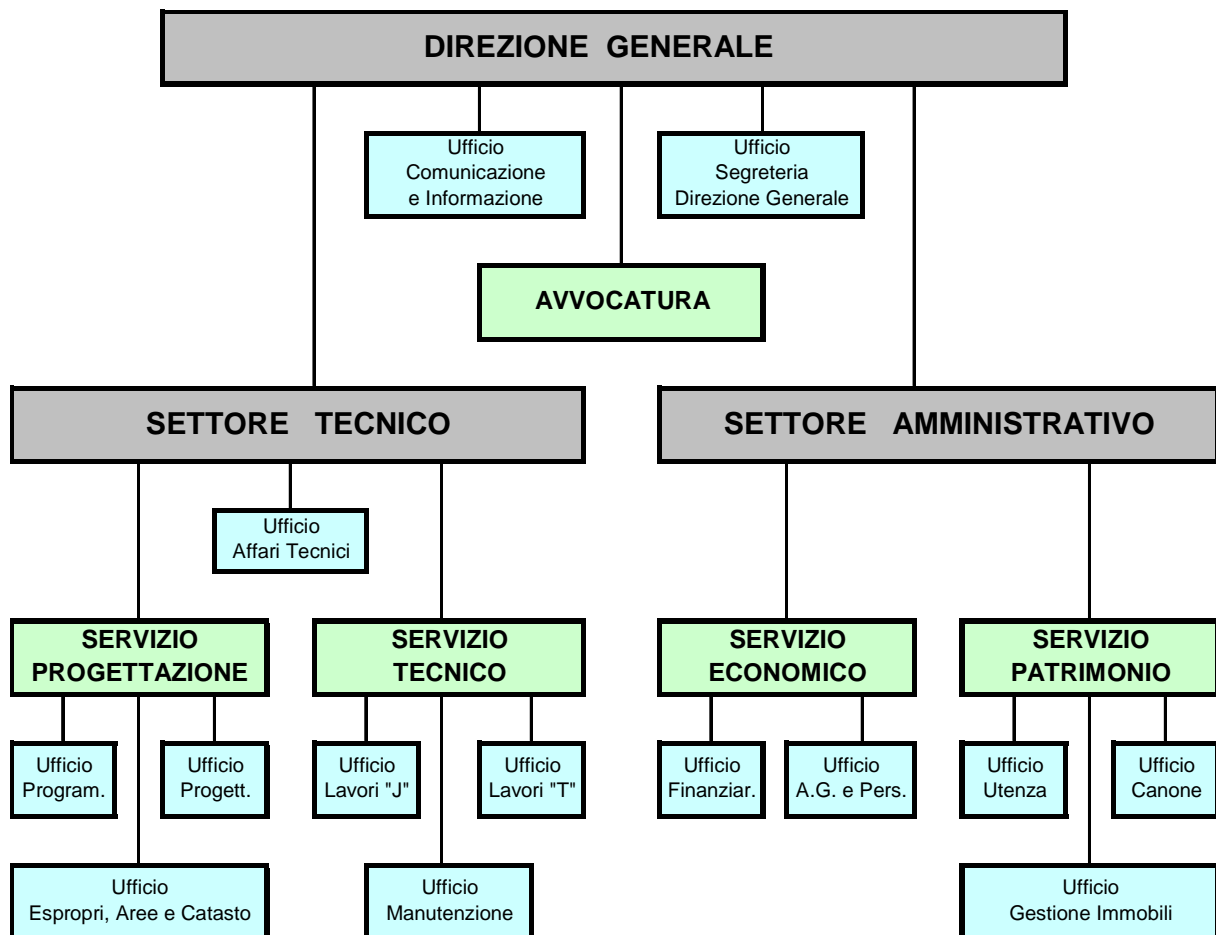 DIREZIONE GENERALE
Ufficio
Comunicazione
e Informazione
Ufficio
Segreteria
Direzione Generale
AVVOCATURA
SETTORE TECNICO
SETTORE AMMINISTRATIVO
Ufficio
Affari Tecnici
SERVIZIO
PROGETTAZIONE
SERVIZIO
TECNICO
SERVIZIO
ECONOMICO
SERVIZIO
PATRIMONIO
Ufficio
Program.
Ufficio
Progett.
Ufficio
Lavori "J"
Ufficio
Lavori "T"
Ufficio
Finanziar.
Ufficio
A.G. e Pers.
Ufficio
Utenza
Ufficio
Canone
Ufficio
Espropri, Aree e Catasto
Ufficio
Manutenzione
Ufficio
Gestione Immobili